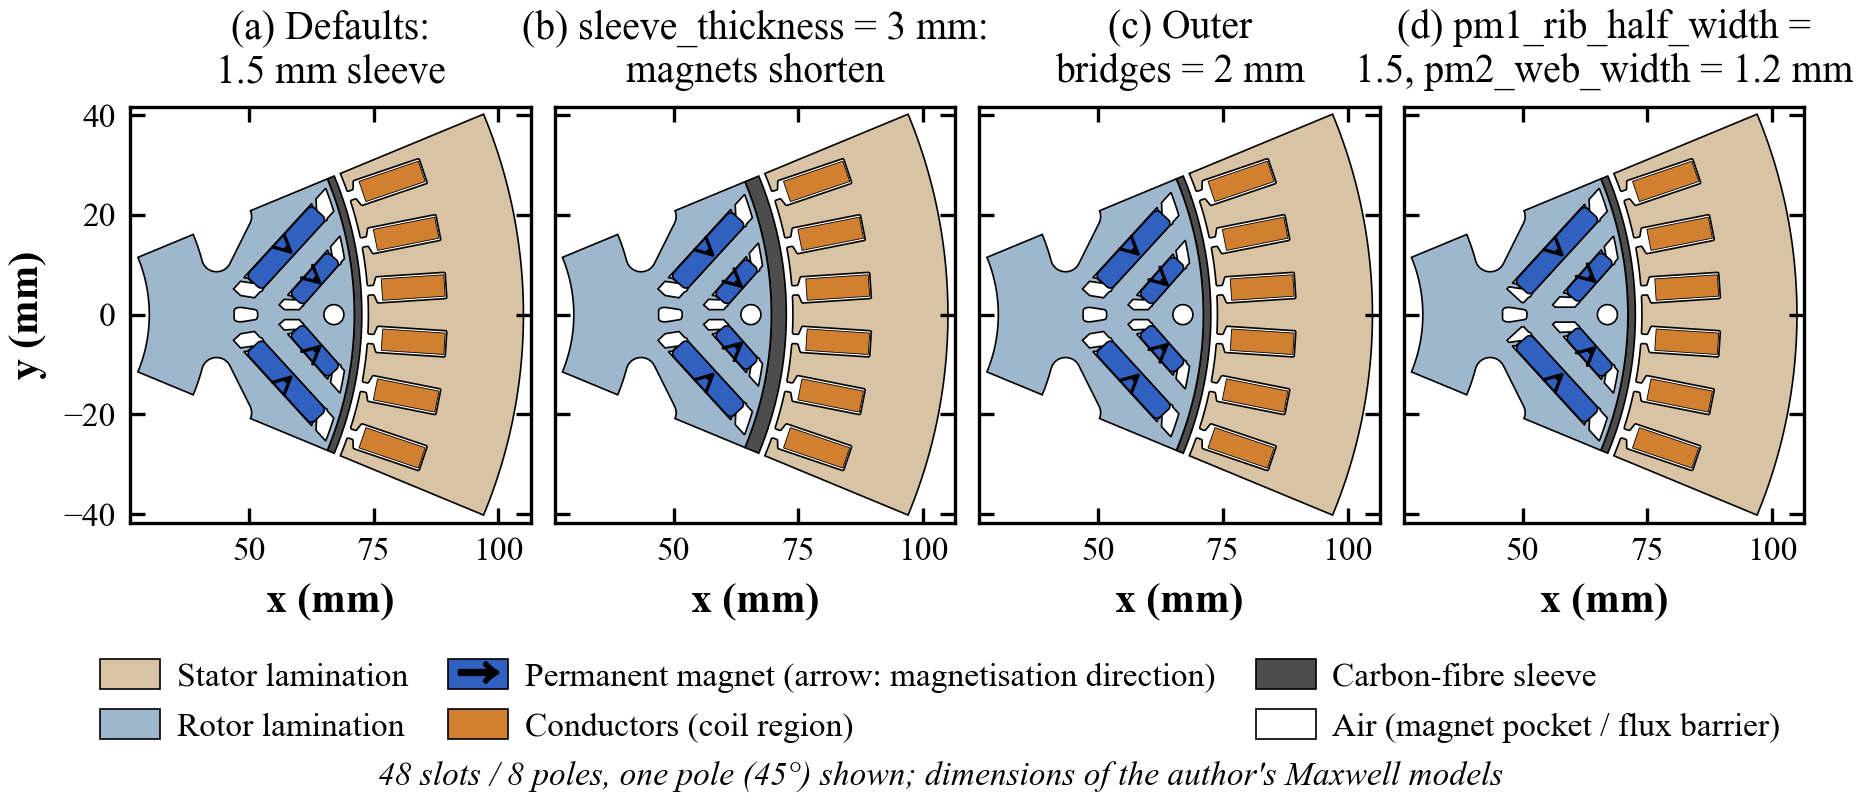 (a) Defaults:
1.5 mm sleeve
(b) sleeve_thickness = 3 mm:
magnets shorten
(c) Outer
bridges = 2 mm
(d) pm1_rib_half_width =
1.5, pm2_web_width = 1.2 mm
y (mm)
40
20
0
−20
−40
50 75 100
50 75 100
50 75 100
50 75 100
x (mm)
x (mm)
x (mm)
x (mm)
Stator lamination
Rotor lamination
Permanent magnet (arrow: magnetisation direction)
Conductors (coil region)
Carbon-fibre sleeve
Air (magnet pocket / flux barrier)
48 slots / 8 poles, one pole (45°) shown; dimensions of the author's Maxwell models